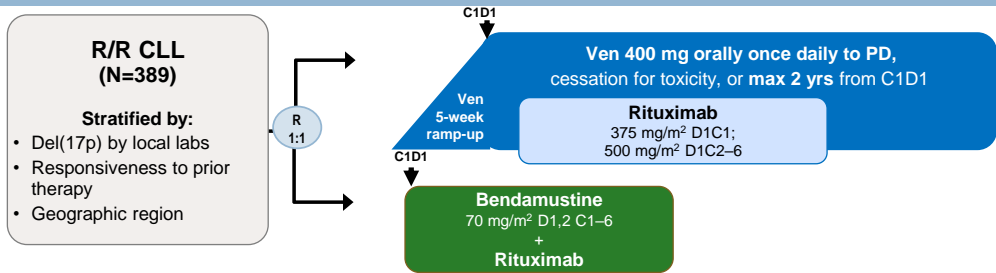 R/R CLL
(N=389)
Stratified by:
• Del(17p) by local labs
• Responsiveness to prior
therapy
• Geographic region
R
1:1
C1D1
Ven
5-week
ramp-up
Ven 400 mg orally once daily to PD,
cessation for toxicity, or max 2 yrs from C1D1
Rituximab
375 mg/m² D1C1;
500 mg/m² D1C2–6
C1D1
Bendamustine
70 mg/m² D1,2 C1–6
+
Rituximab